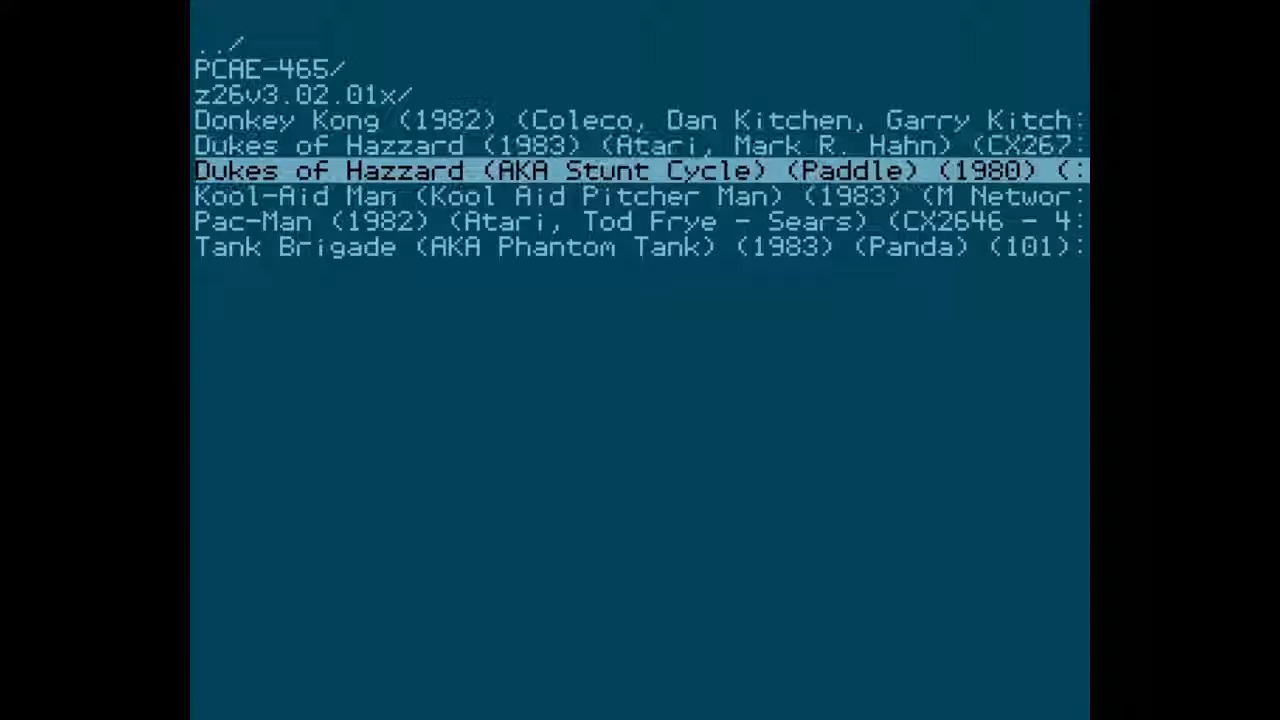 ../
PCAE-465/
z26v3.02.01x/
Donkey Kong (1982) (Coleco, Dan Kitchen, Garry Kitch:
Dukes of Hazzard (1983) (Atari, Mark R. Hahn) (CX267:
Dukes of Hazzard (AKA Stunt Cycle) (Paddle) (1980) (:
Kool-Aid Man (Kool Aid Pitcher Man) (1983) (M Networ:
Pac-Man (1982) (Atari, Tod Frye - Sears) (CX2646 - 4:
Tank Brigade (AKA Phantom Tank) (1983) (Panda) (101):